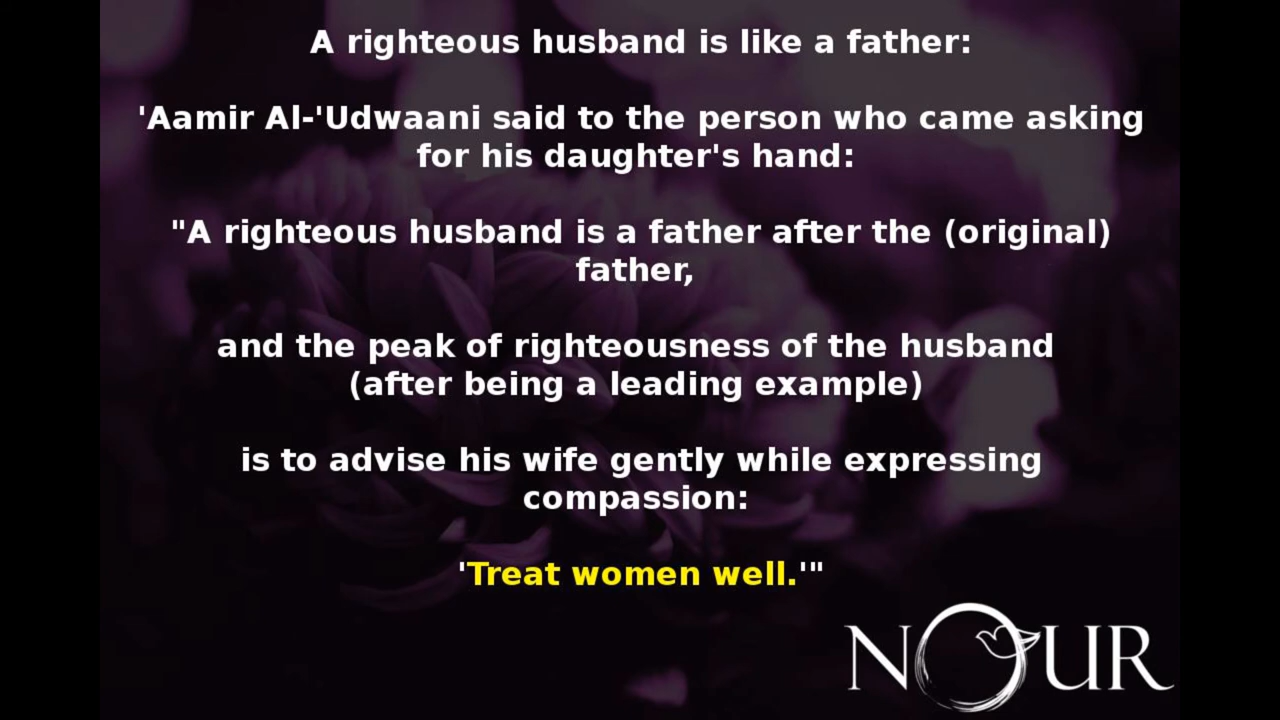 A righteous husband is like a father:
'Aamir Al-'Udwaani said to the person who came asking
for his daughter's hand:
"A righteous husband is a father after the (original)
father,
and the peak of righteousness of the husband
(after being a leading example)
is to advise his wife gently while expressing
compassion:
'Treat women well.'"
NOUR